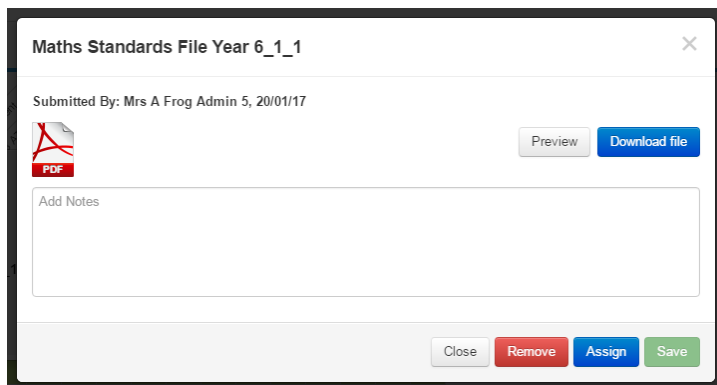 Maths Standards File Year 6_1_1
×
Submitted By: Mrs A Frog Admin 5, 20/01/17
PDF
Preview
Download file
Add Notes
Close
Remove
Assign
Save